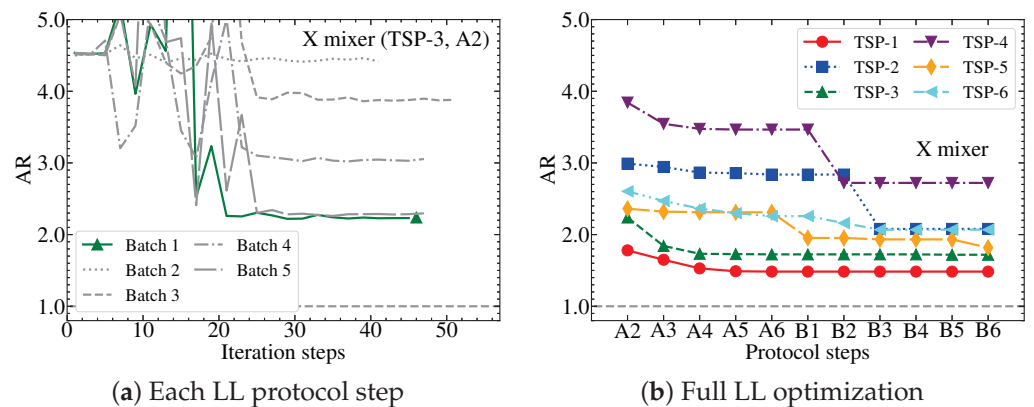 X mixer (TSP-3, A2)
AR
5.0
4.0
3.0
2.0
1.0
Batch 1
Batch 2
Batch 3
Batch 4
Batch 5
0 10 20 30 40 50
Iteration steps
(a) Each LL protocol step
AR
5.0
4.0
3.0
2.0
1.0
TSP-1
TSP-2
TSP-3
TSP-4
TSP-5
TSP-6
X mixer
A2 A3 A4 A5 A6 B1 B2 B3 B4 B5 B6
Protocol steps
(b) Full LL optimization